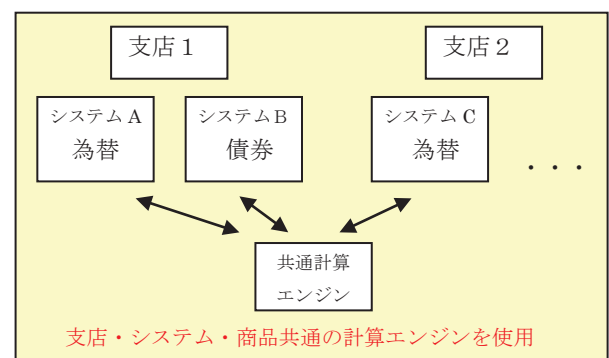 支店１
支店２
システムA
為替
システムB
債券
システムC
為替
・・・
共通計算
エンジン
支店・システム・商品共通の計算エンジンを使用